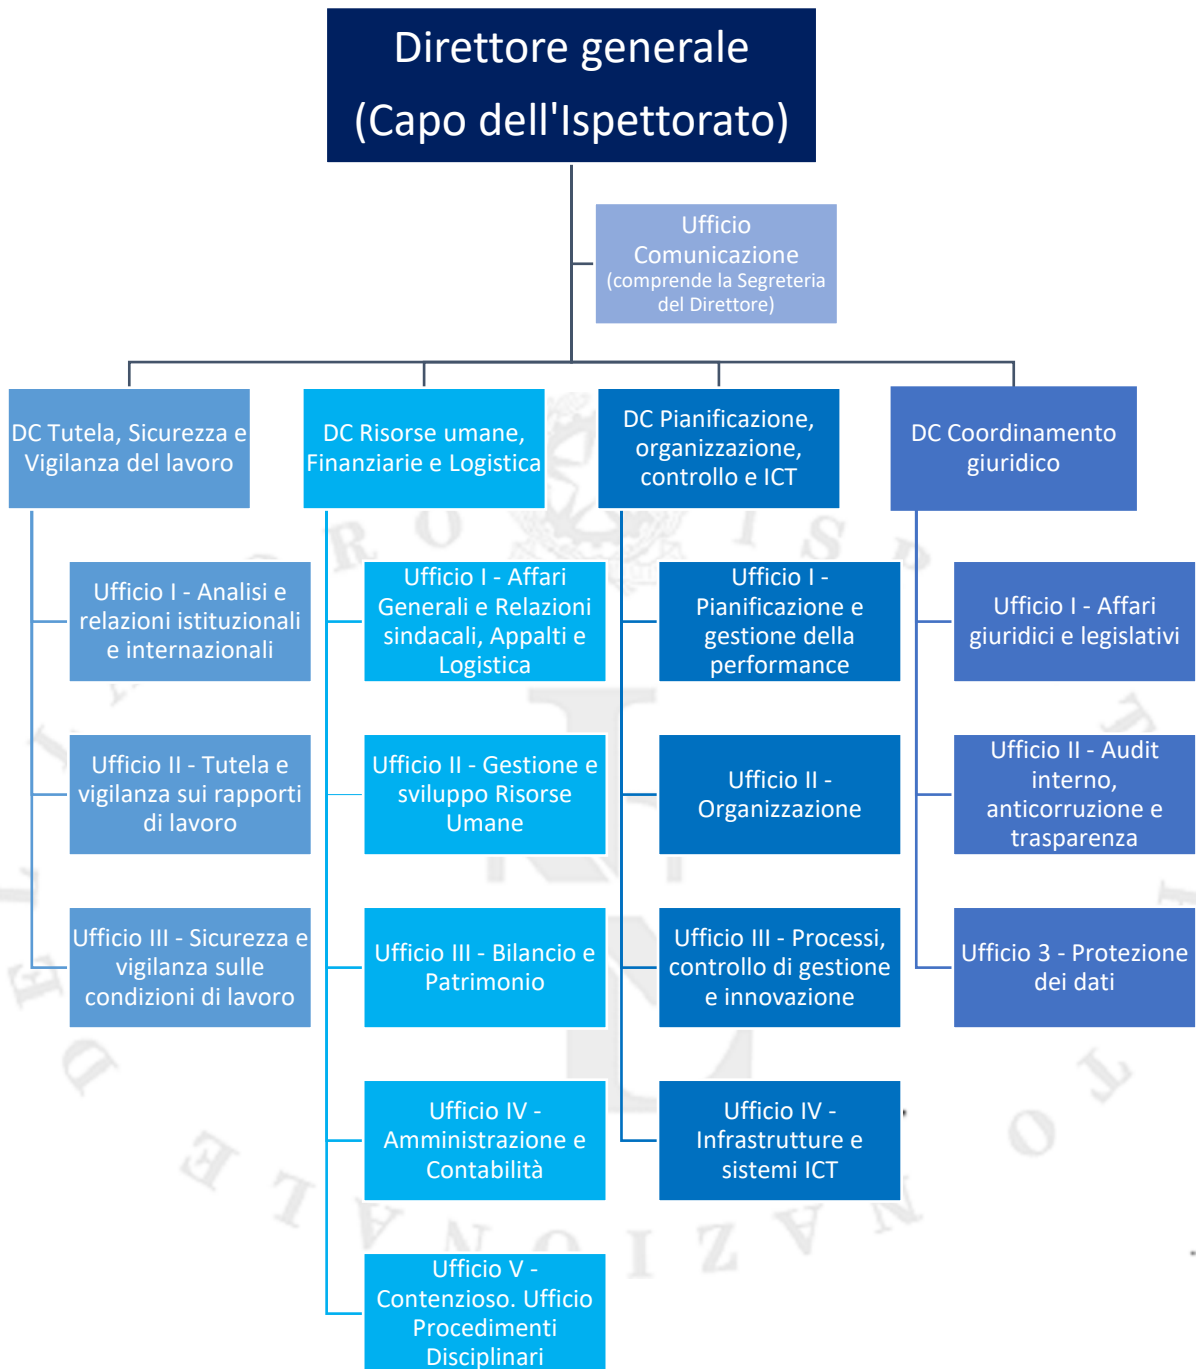 Direttore generale
(Capo dell'Ispettorato)
Ufficio
Comunicazione
(comprende la Segreteria
del Direttore)
DC Tutela, Sicurezza e
Vigilanza del lavoro
Ufficio I - Analisi e
relazioni istituzionali
e internazionali
Ufficio II - Tutela e
vigilanza sui rapporti
di lavoro
Ufficio III - Sicurezza e
vigilanza sulle
condizioni di lavoro
DC Risorse umane,
Finanziarie e Logistica
Ufficio I - Affari
Generali e Relazioni
sindacali, Appalti e
Logistica
Ufficio II - Gestione e
sviluppo Risorse
Umane
Ufficio III - Bilancio e
Patrimonio
Ufficio IV -
Amministrazione e
Contabilità
Ufficio V -
Contenzioso. Ufficio
Procedimenti
Disciplinari
DC Pianificazione,
organizzazione,
controllo e ICT
Ufficio I -
Pianificazione e
gestione della
performance
Ufficio II -
Organizzazione
Ufficio III - Processi,
controllo di gestione
e innovazione
Ufficio IV -
Infrastrutture e
sistemi ICT
DC Coordinamento
giuridico
Ufficio I - Affari
giuridici e legislativi
Ufficio II - Audit
interno,
anticorruzione e
trasparenza
Ufficio 3 - Protezione
dei dati